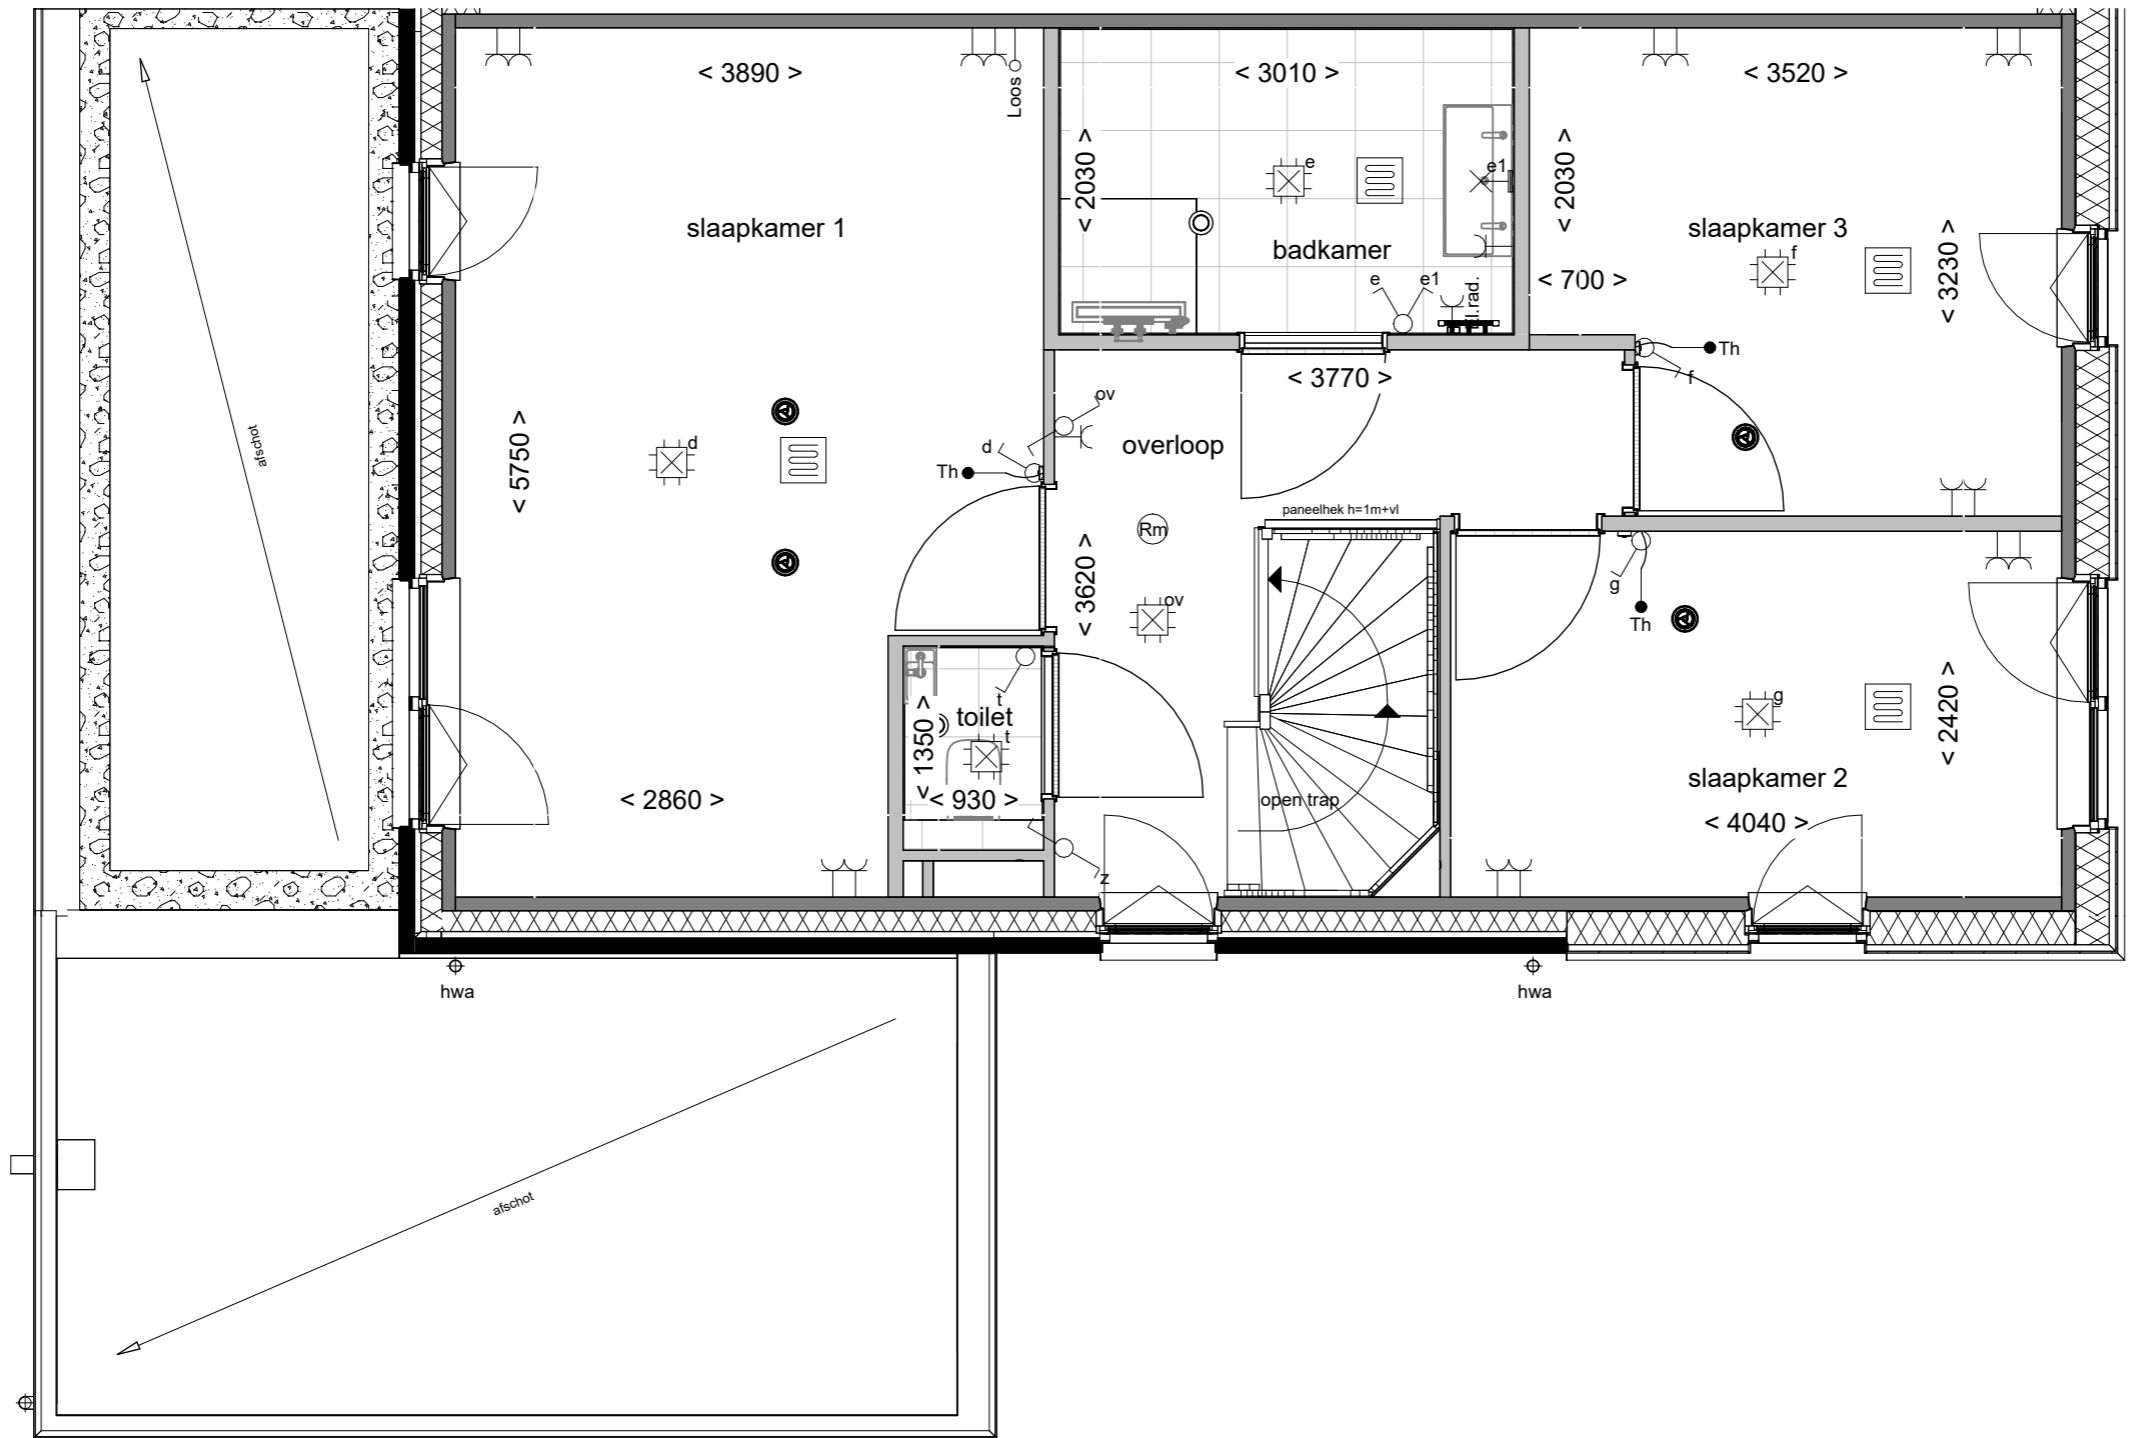 < 3890 >
Loos
< 3010 >
< 3520 >
< 2030 >
e
e1
< 2030 >
slaapkamer 1
badkamer
slaapkamer 3
f
< 700 >
< 3230 >
e
e1
El.rad.
Th
f
< 3770 >
ov
overloop
d
Th
d
< 5750 >
afschot
paneelhek h=1m+vl
Rm
ov
< 3620 >
g
Th
t
toilet
t
< 1350 >
< 930 >
g
< 2420 >
slaapkamer 2
< 2860 >
open trap
< 4040 >
z
hwa
hwa
afschot